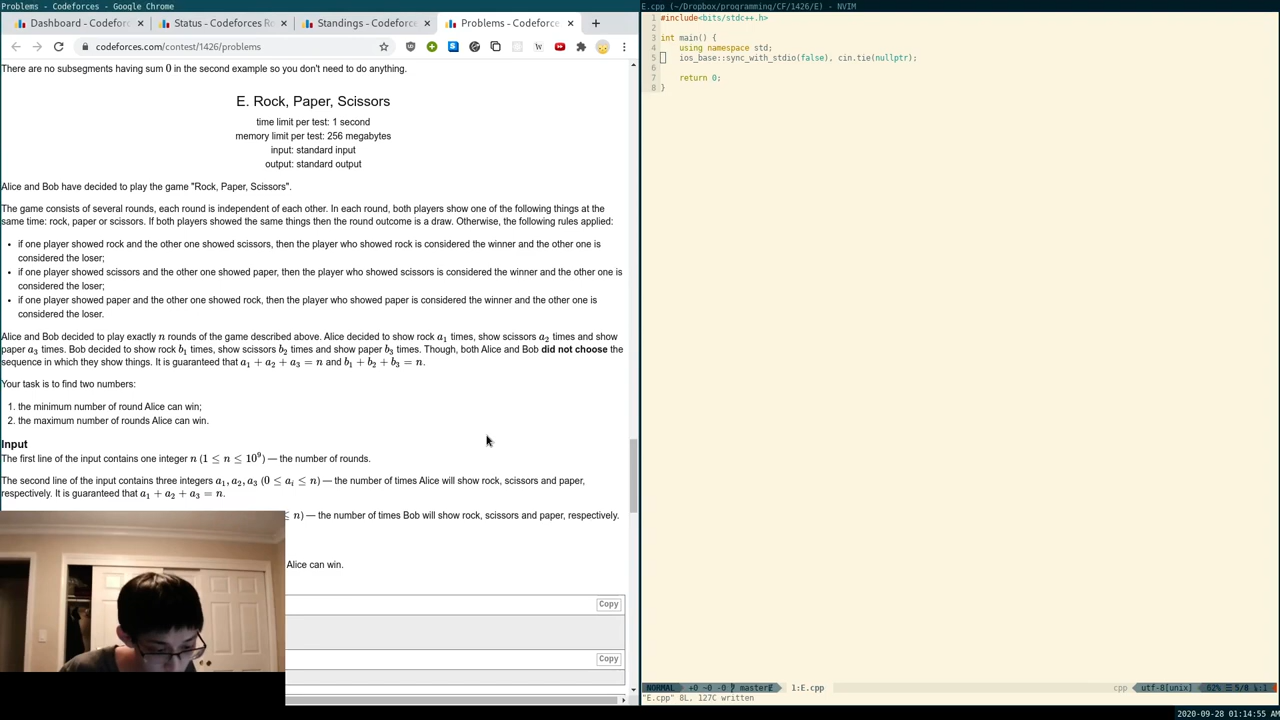 Problems - Codeforces - Google Chrome
Dashboard - Codefor
Status - Codeforces Ro
Standings - Codeforce
Problems - Codeforce
codeforces.com/contest/1426/problems
There are no subsegments having sum 0 in the second example so you don't need to do anything.
E. Rock, Paper, Scissors
time limit per test: 1 second
memory limit per test: 256 megabytes
input: standard input
output: standard output
Alice and Bob have decided to play the game "Rock, Paper, Scissors".
The game consists of several rounds, each round is independent of each other. In each round, both players show one of the following things at the
same time: rock, paper or scissors. If both players showed the same things then the round outcome is a draw. Otherwise, the following rules applied:
• if one player showed rock and the other one showed scissors, then the player who showed rock is considered the winner and the other one is
considered the loser;
• if one player showed scissors and the other one showed paper, then the player who showed scissors is considered the winner and the other one is
considered the loser;
• if one player showed paper and the other one showed rock, then the player who showed paper is considered the winner and the other one is
considered the loser.
Alice and Bob decided to play exactly n rounds of the game described above. Alice decided to show rock a₁ times, show scissors a₂ times and show
paper a₃ times. Bob decided to show rock b₁ times, show scissors b₂ times and show paper b₃ times. Though, both Alice and Bob did not choose the
sequence in which they show things. It is guaranteed that a₁ + a₂ + a₃ = n and b₁ + b₂ + b₃ = n.
Your task is to find two numbers:
1. the minimum number of round Alice can win;
2. the maximum number of rounds Alice can win.
Input
The first line of the input contains one integer n (1 ≤ n ≤ 10⁹) — the number of rounds.
The second line of the input contains three integers a₁, a₂, a₃ (0 ≤ aᵢ ≤ n) — the number of times Alice will show rock, scissors and paper,
respectively. It is guaranteed that a₁ + a₂ + a₃ = n.
≤ n) — the number of times Bob will show rock, scissors and paper, respectively.
Alice can win.
Copy
Copy
E.cpp (~/Dropbox/programming/CF/1426/E) - NVIM
1 #include<bits/stdc++.h>
2
3 int main() {
4 using namespace std;
5 ios_base::sync_with_stdio(false), cin.tie(nullptr);
6
7 return 0;
8 }
NORMAL +0 ~0 -0 master 1:E.cpp cpp utf-8[unix] 62% 5/8 :1
"E.cpp" 8L, 127C written
2020-09-28 01:14:55 AM